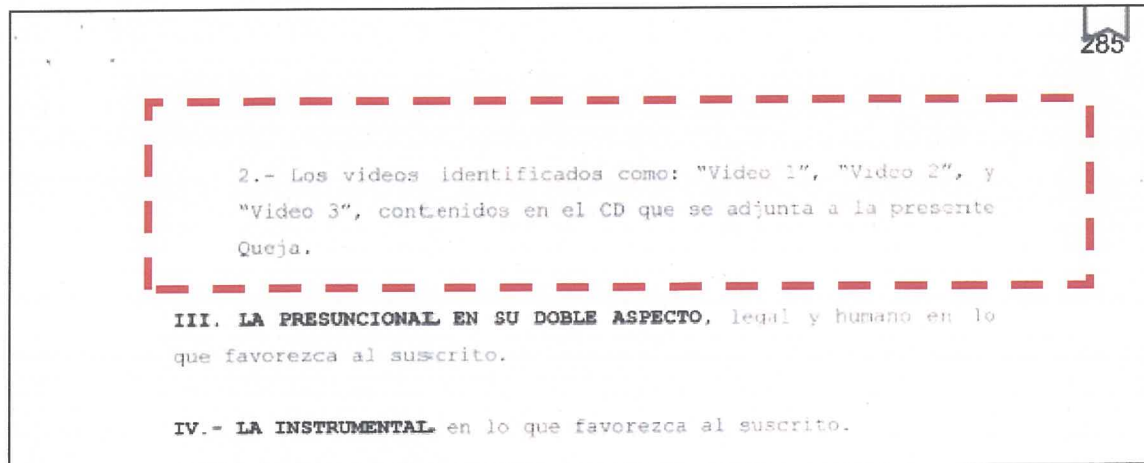 285
2.- Los videos identificados como: "Video 1", "Video 2", y
"Video 3", contenidos en el CD que se adjunta a la presente
Queja.
III. LA PRESUNCIONAL EN SU DOBLE ASPECTO, legal y humano en lo
que favorezca al suscrito.
IV.- LA INSTRUMENTAL en lo que favorezca al suscrito.